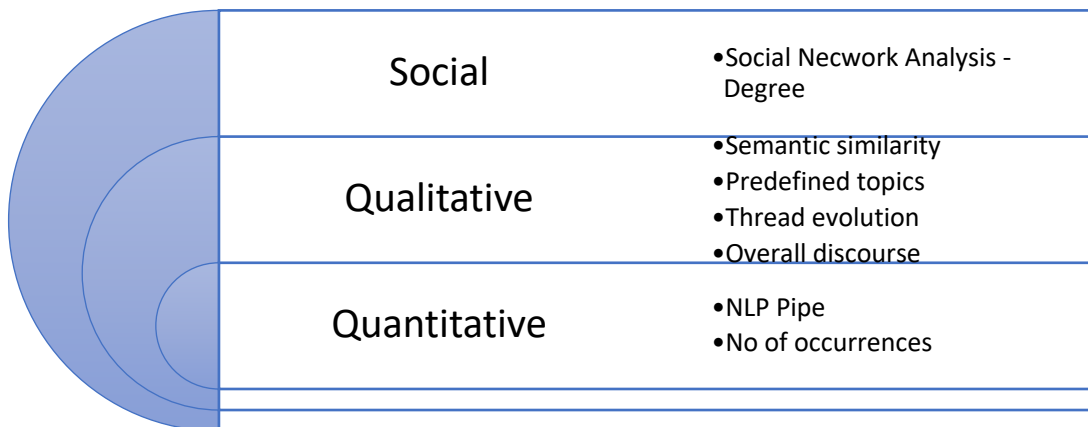 Social
•Social Necwork Analysis -
Degree
Qualitative
•Semantic similarity
•Predefined topics
•Thread evolution
•Overall discourse
Quantitative
•NLP Pipe
•No of occurrences